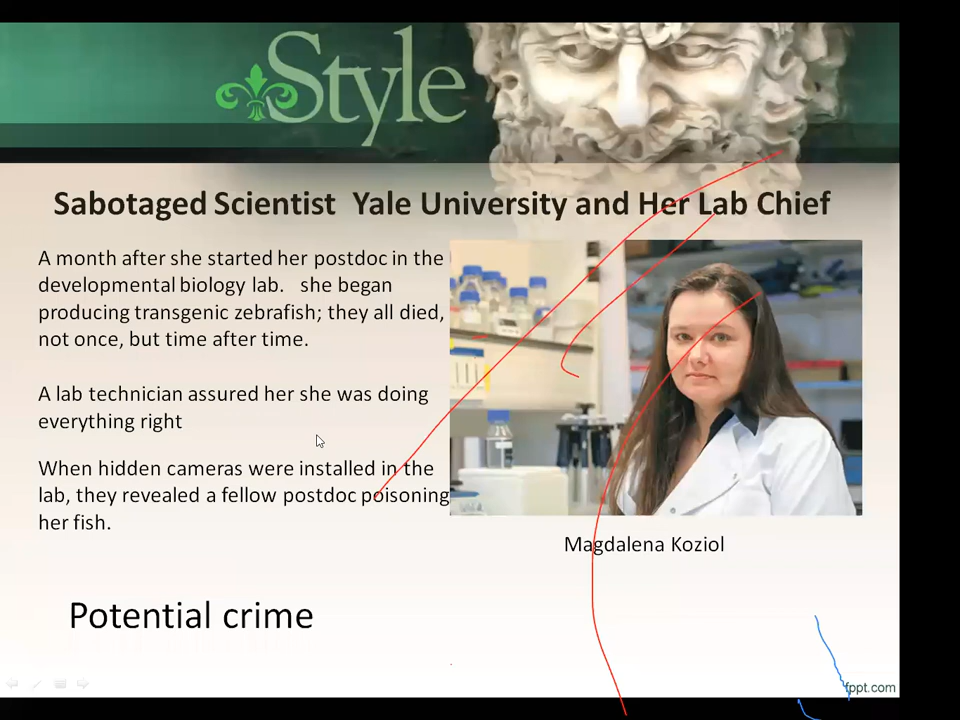 Style
Sabotaged Scientist Yale University and Her Lab Chief
A month after she started her postdoc in the
developmental biology lab. she began
producing transgenic zebrafish; they all died,
not once, but time after time.
A lab technician assured her she was doing
everything right
When hidden cameras were installed in the
lab, they revealed a fellow postdoc poisoning
her fish.
Magdalena Koziol
Potential crime
fppt.com